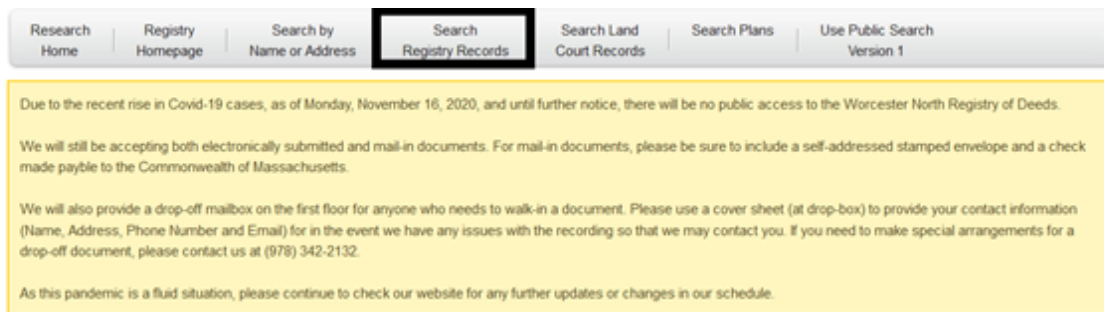 Research Registry Search by Search Search Land Search Plans Use Public Search
Home Homepage Name or Address Registry Records Court Records Version 1
Due to the recent rise in Covid-19 cases, as of Monday, November 16, 2020, and until further notice, there will be no public access to the Worcester North Registry of Deeds.
We will still be accepting both electronically submitted and mail-in documents. For mail-in documents, please be sure to include a self-addressed stamped envelope and a check
made payble to the Commonwealth of Massachusetts.
We will also provide a drop-off mailbox on the first floor for anyone who needs to walk-in a document. Please use a cover sheet (at drop-box) to provide your contact information
(Name, Address, Phone Number and Email) for in the event we have any issues with the recording so that we may contact you. If you need to make special arrangements for a
drop-off document, please contact us at (978) 342-2132.
As this pandemic is a fluid situation, please continue to check our website for any further updates or changes in our schedule.